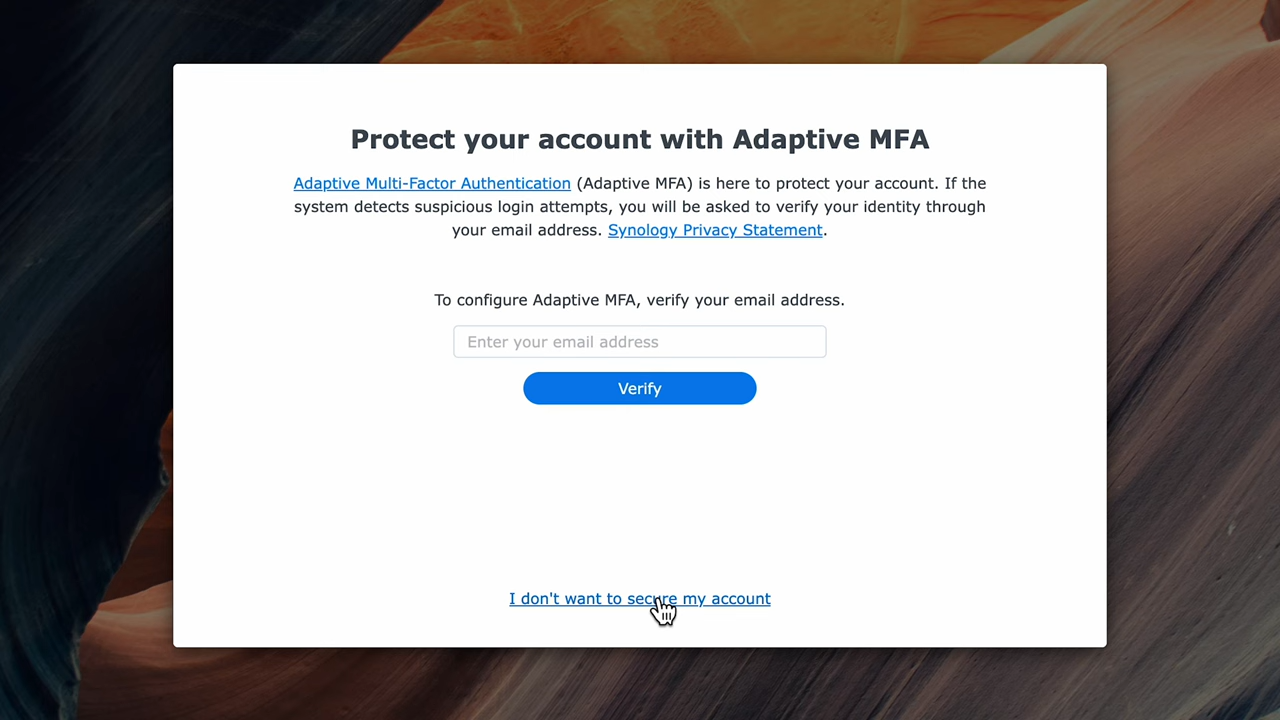 Protect your account with Adaptive MFA
Adaptive Multi-Factor Authentication (Adaptive MFA) is here to protect your account. If the
system detects suspicious login attempts, you will be asked to verify your identity through
your email address. Synology Privacy Statement.
To configure Adaptive MFA, verify your email address.
Enter your email address
Verify
I don't want to secure my account